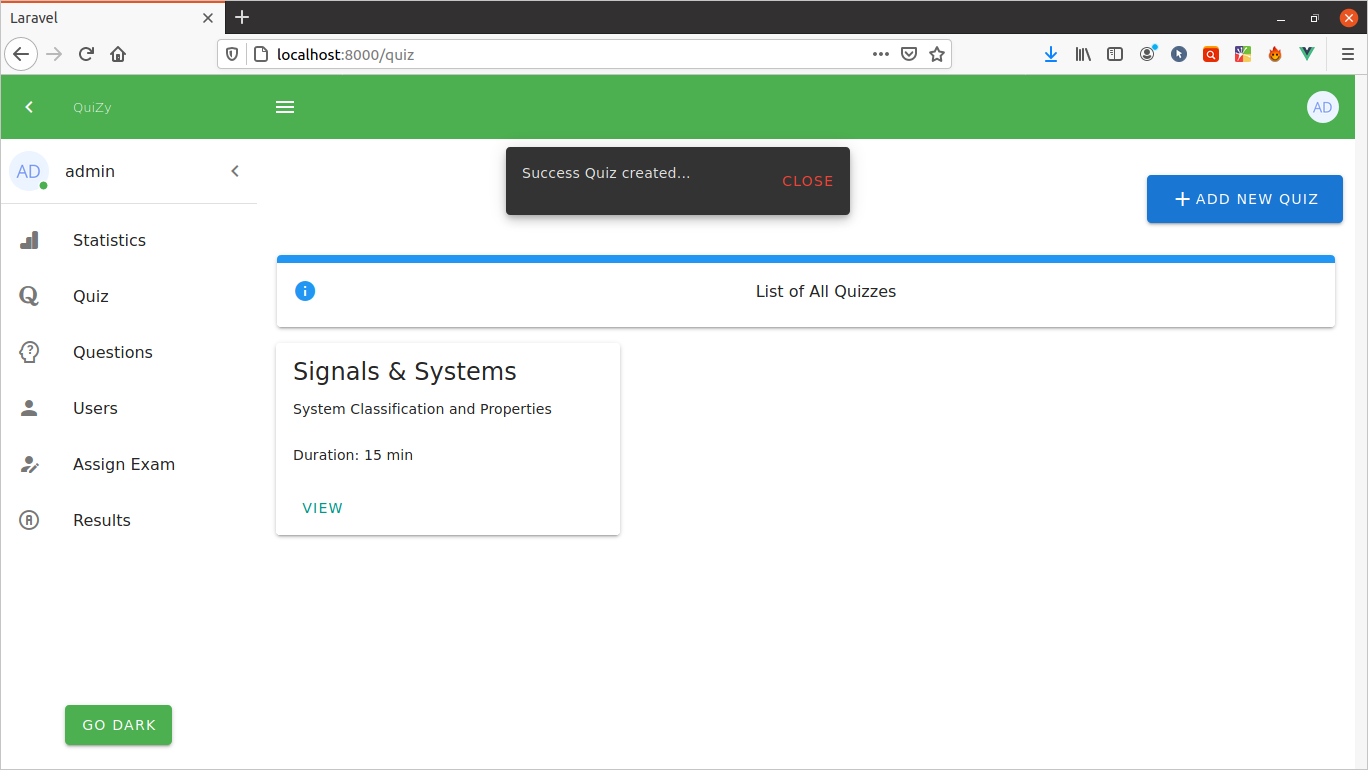 Laravel
localhost:8000/quiz
QuiZy
AD
AD
admin
Success Quiz created...
CLOSE
ADD NEW QUIZ
Statistics
Quiz
Questions
Users
Assign Exam
Results
List of All Quizzes
Signals & Systems
System Classification and Properties
Duration: 15 min
VIEW
GO DARK